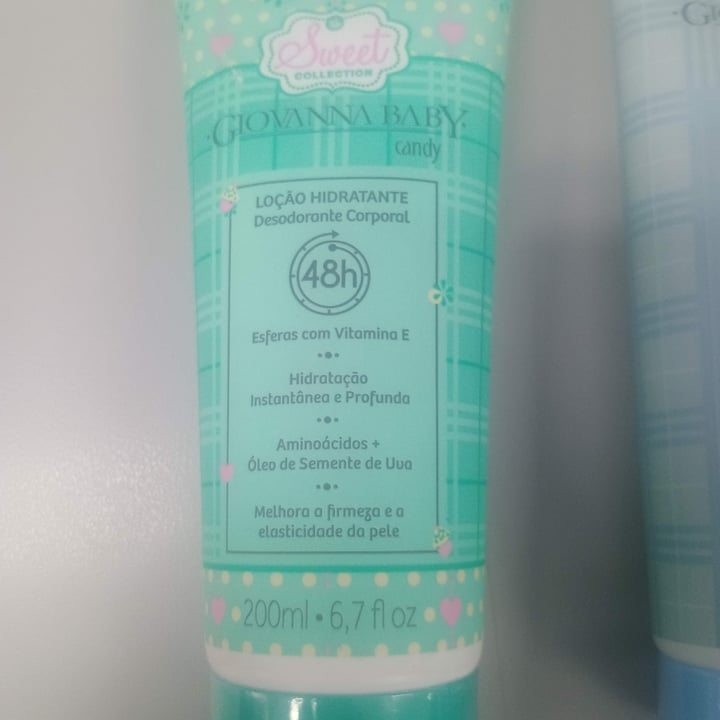 Sweet
COLLECTION
GIOVANNA BABY
candy
LOÇÃO HIDRATANTE
Desodorante Corporal
48h
Esferas com Vitamina E
Hidratação
Instantânea e Profunda
Aminoácidos +
Óleo de Semente de Uva
Melhora a firmeza e a
elasticidade da pele
200ml • 6,7 fl oz